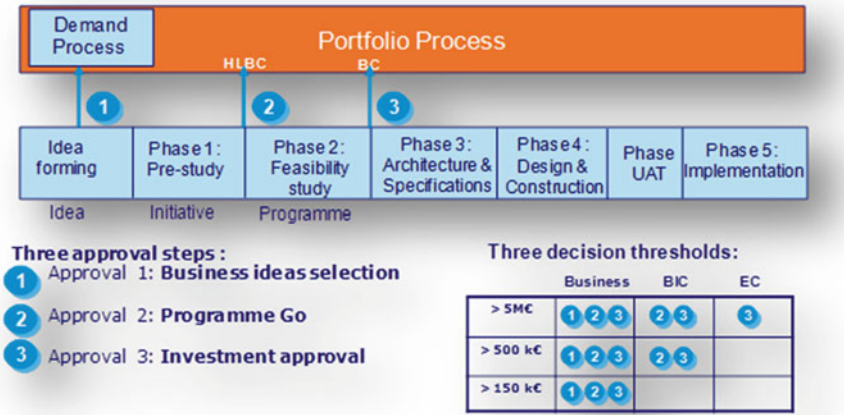 Demand
Process
Portfolio Process
HLBC
BC
1
2
3
Idea
forming
Phase 1:
Pre-study
Phase 2:
Feasibility
study
Phase 3:
Architecture &
Specifications
Phase 4:
Design &
Construction
Phase
UAT
Phase 5:
Implementation
Idea
Initiative
Programme
Three approval steps :
1 Approval 1: Business ideas selection
2 Approval 2: Programme Go
3 Approval 3: Investment approval
Three decision thresholds:
Business BIC EC
> 5M€ 1 2 3 2 3 3
> 500 k€ 1 2 3 2 3
> 150 k€ 1 2 3